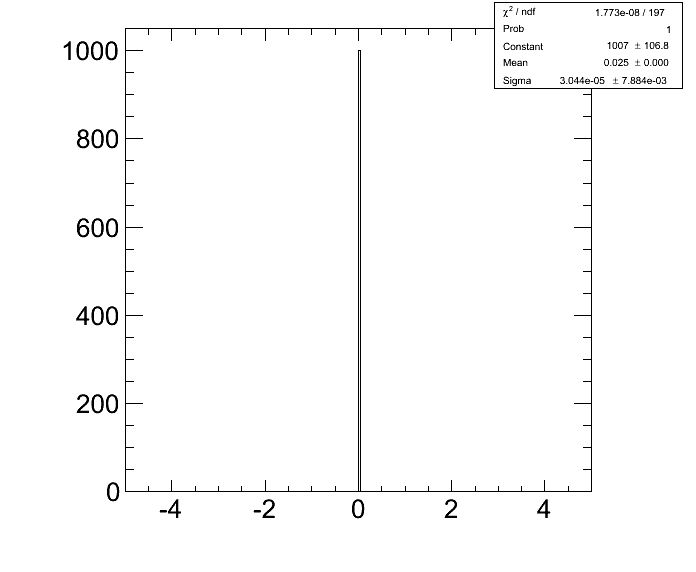 χ² / ndf 1.773e-08 / 197
Prob 1
Constant 1007 ± 106.8
Mean 0.025 ± 0.000
Sigma 3.044e-05 ± 7.884e-03
1000
800
600
400
200
0
-4 -2 0 2 4